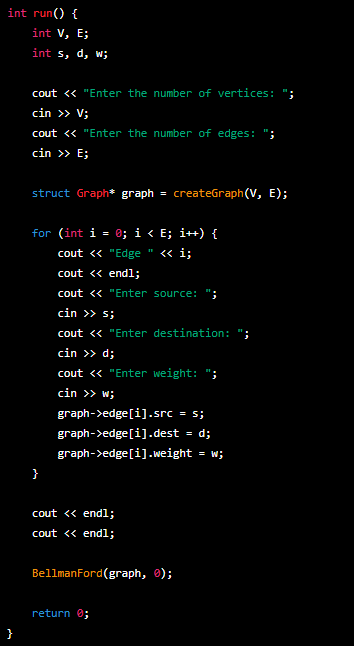 int run() {
    int V, E;
    int s, d, w;

    cout << "Enter the number of vertices: ";
    cin >> V;
    cout << "Enter the number of edges: ";
    cin >> E;

    struct Graph* graph = createGraph(V, E);

    for (int i = 0; i < E; i++) {
        cout << "Edge " << i;
        cout << endl;
        cout << "Enter source: ";
        cin >> s;
        cout << "Enter destination: ";
        cin >> d;
        cout << "Enter weight: ";
        cin >> w;
        graph->edge[i].src = s;
        graph->edge[i].dest = d;
        graph->edge[i].weight = w;
    }

    cout << endl;
    cout << endl;

    BellmanFord(graph, 0);

    return 0;
}